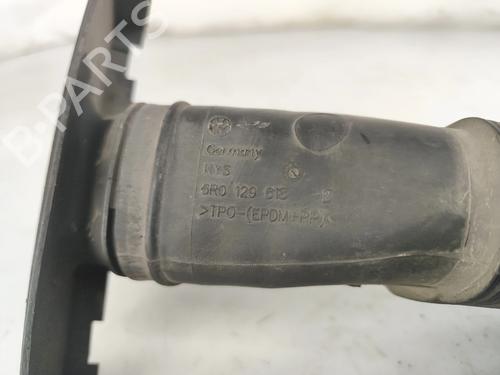 Germany
6R0 129 618 B
>TPO-(EPDM+PP)<
B-PARTS